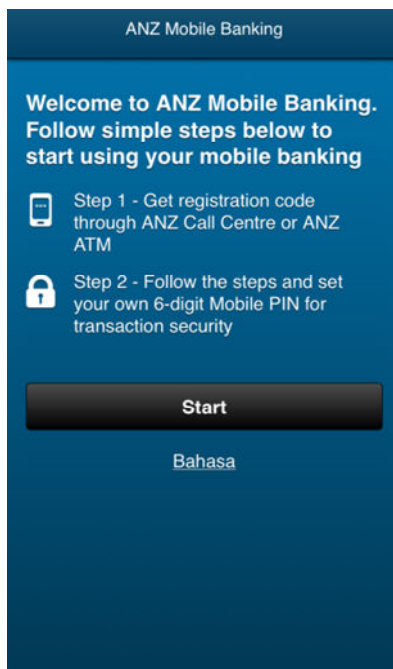 ANZ Mobile Banking
Welcome to ANZ Mobile Banking.
Follow simple steps below to
start using your mobile banking
Step 1 - Get registration code
through ANZ Call Centre or ANZ
ATM
Step 2 - Follow the steps and set
your own 6-digit Mobile PIN for
transaction security
Start
Bahasa